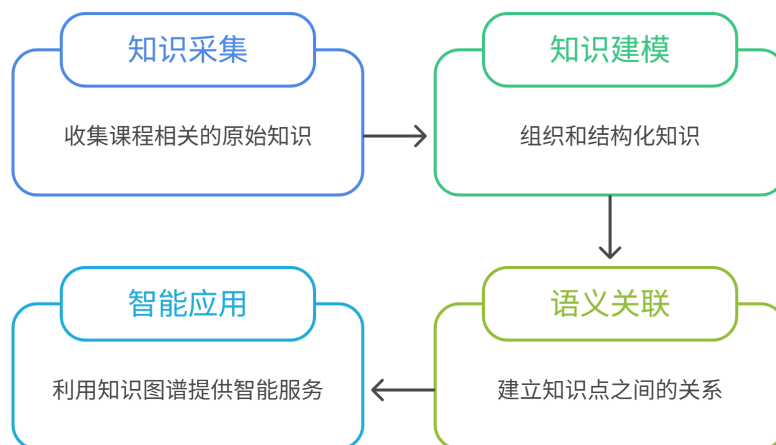 知识采集
收集课程相关的原始知识
知识建模
组织和结构化知识
语义关联
建立知识点之间的关系
智能应用
利用知识图谱提供智能服务